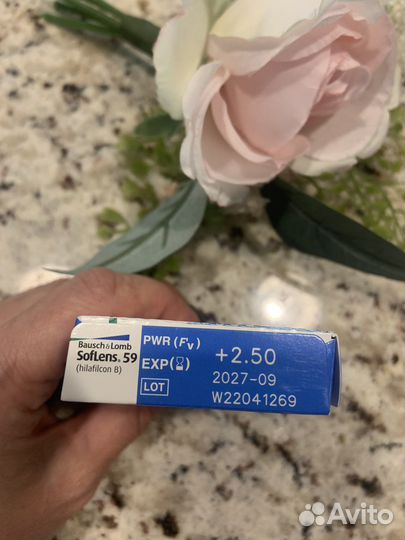 Bausch & Lomb
SofLens® 59
(hilafilcon B)
PWR (Fv) +2.50
EXP 2027-09
LOT W22041269
Avito